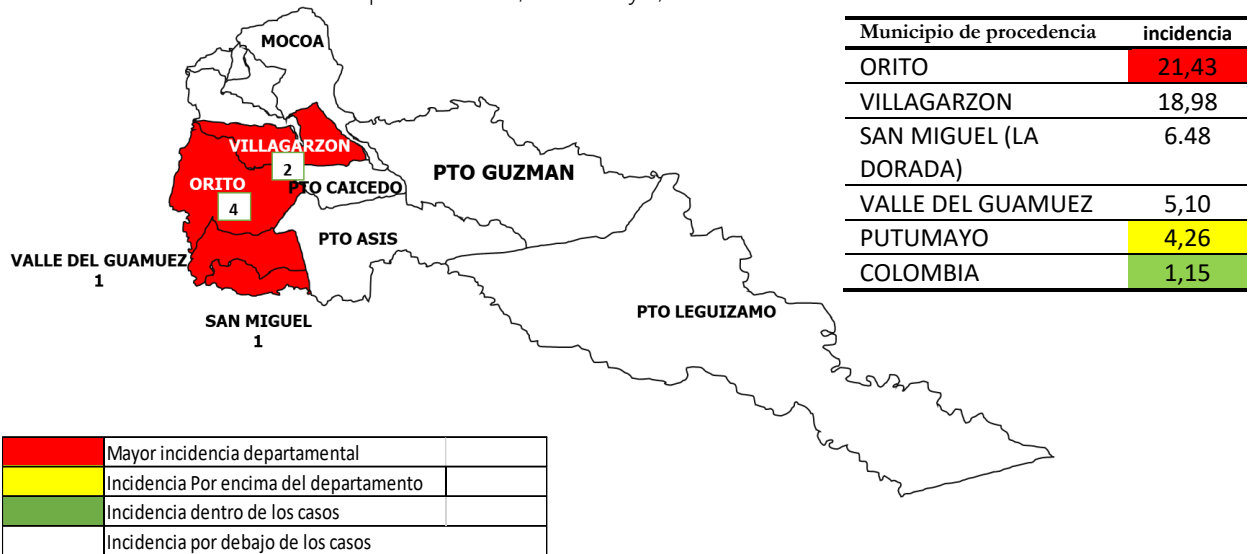 MOCOA
VILLAGARZON
2
ORITO
4
PTO CAICEDO
PTO GUZMAN
PTO ASIS
VALLE DEL GUAMUEZ
1
SAN MIGUEL
1
PTO LEGUIZAMO
Municipio de procedencia incidencia
ORITO 21,43
VILLAGARZON 18,98
SAN MIGUEL (LA 6.48
DORADA)
VALLE DEL GUAMUEZ 5,10
PUTUMAYO 4,26
COLOMBIA 1,15
Mayor incidencia departamental
Incidencia Por encima del departamento
Incidencia dentro de los casos
Incidencia por debajo de los casos